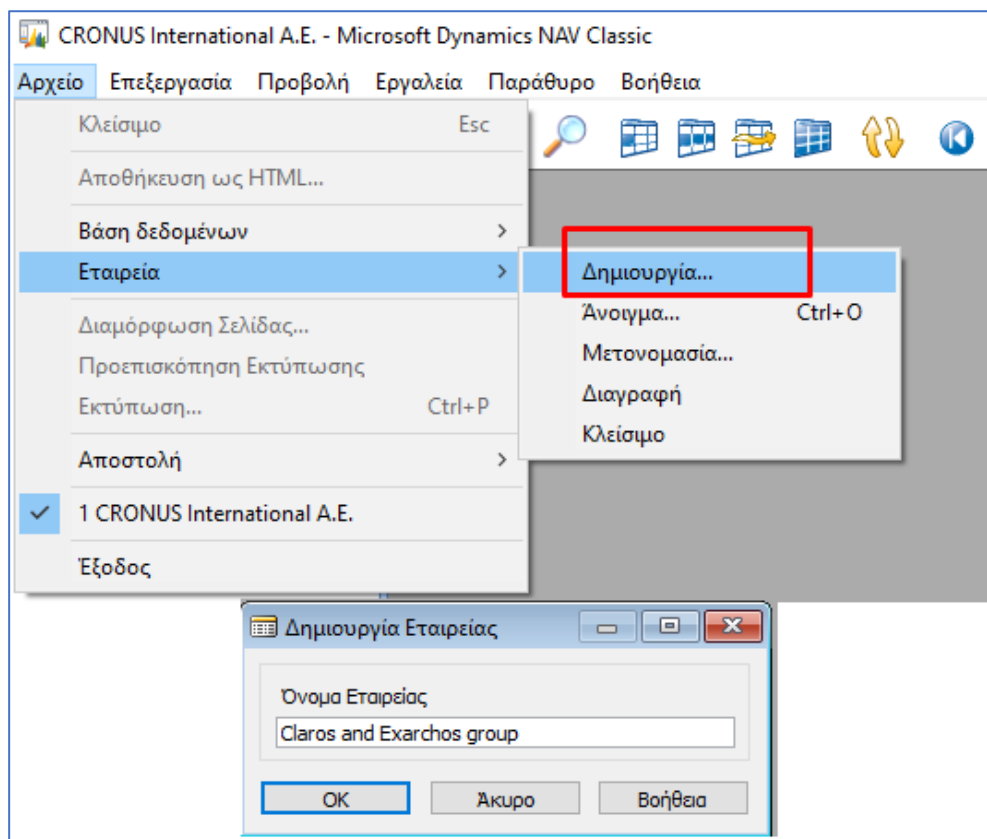 CRONUS International A.E. - Microsoft Dynamics NAV Classic
Αρχείο Επεξεργασία Προβολή Εργαλεία Παράθυρο Βοήθεια
Κλείσιμο Esc
Αποθήκευση ως HTML...
Βάση δεδομένων
Εταιρεία
Διαμόρφωση Σελίδας...
Προεπισκόπηση Εκτύπωσης
Εκτύπωση... Ctrl+P
Αποστολή
1 CRONUS International A.E.
Έξοδος
Δημιουργία...
Άνοιγμα... Ctrl+O
Μετονομασία...
Διαγραφή
Κλείσιμο
Δημιουργία Εταιρείας
Όνομα Εταιρείας
Claros and Exarchos group
OK Άκυρο Βοήθεια